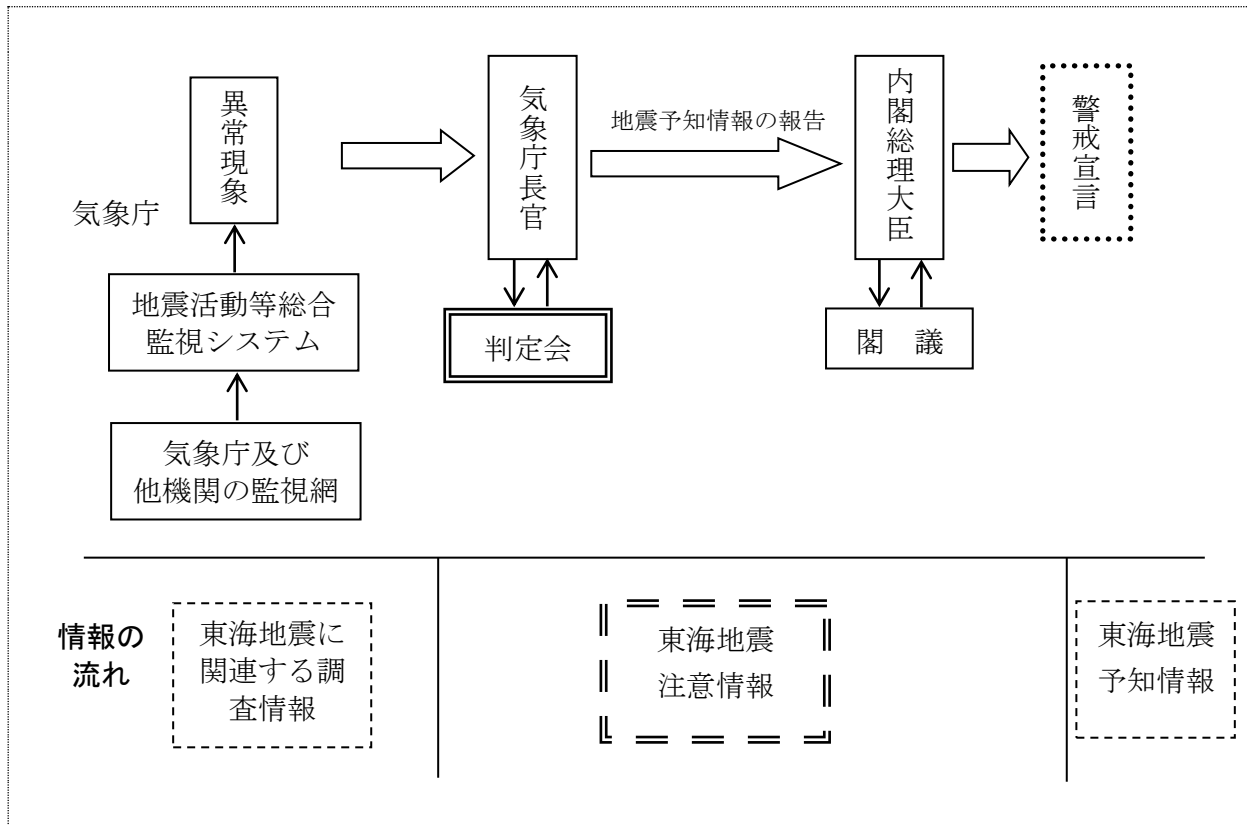 異常現象
気象庁
地震活動等総合
監視システム
気象庁及び
他機関の監視網
気象庁長官
判定会
地震予知情報の報告
内閣総理大臣
閣　議
警戒宣言
情報の
流れ
東海地震に
関連する調
査情報
東海地震
注意情報
東海地震
予知情報